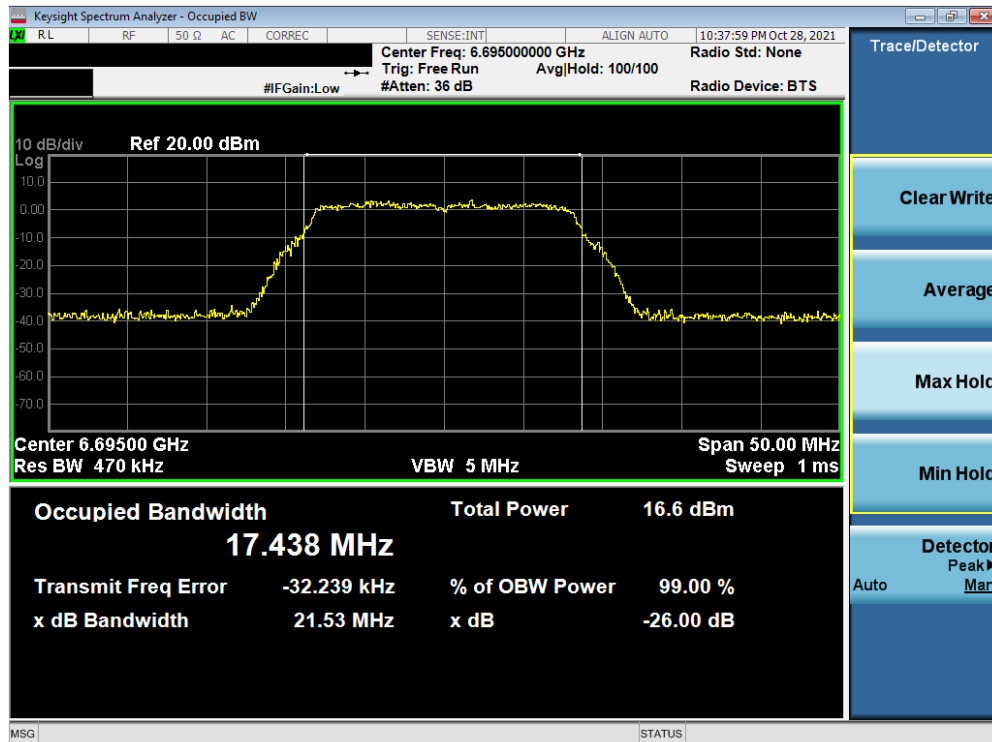 Keysight Spectrum Analyzer - Occupied BW
LXI RL RF 50 Ω AC CORREC SENSE:INT ALIGN AUTO 10:37:59 PM Oct 28, 2021
Center Freq: 6.695000000 GHz Radio Std: None
Trig: Free Run Avg|Hold: 100/100
#IFGain:Low #Atten: 36 dB Radio Device: BTS
Trace/Detector
10 dB/div Ref 20.00 dBm
Log
10.0
0.00
-10.0
-20.0
-30.0
-40.0
-50.0
-60.0
-70.0
Center 6.69500 GHz Span 50.00 MHz
Res BW 470 kHz VBW 5 MHz Sweep 1 ms
Occupied Bandwidth Total Power 16.6 dBm
17.438 MHz
Transmit Freq Error -32.239 kHz % of OBW Power 99.00 %
x dB Bandwidth 21.53 MHz x dB -26.00 dB
Clear Write
Average
Max Hold
Min Hold
Detector
Peak
Auto Man
MSG STATUS